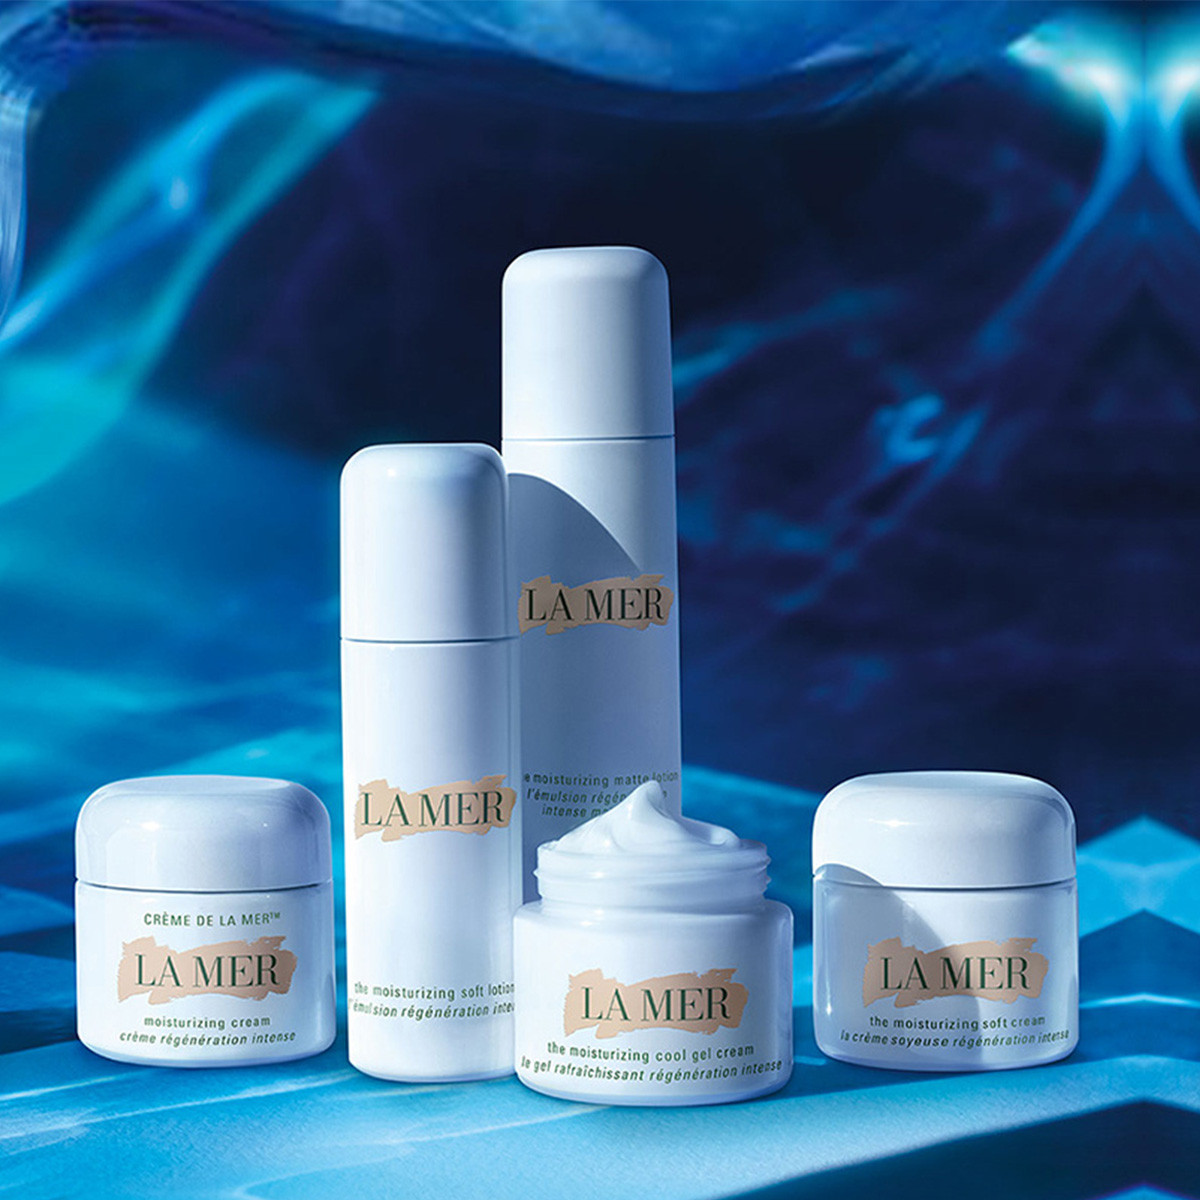 LA MER
e moisturizing matte lotion
l'émulsion régénération
intense
LA MER
the moisturizing soft lotion
l'émulsion régénération
CRÈME DE LA MER™
LA MER
moisturizing cream
crème régénération intense
LA MER
the moisturizing cool gel cream
le gel rafraîchissant régénération intense
LA MER
the moisturizing soft cream
la crème soyeuse régénération intense